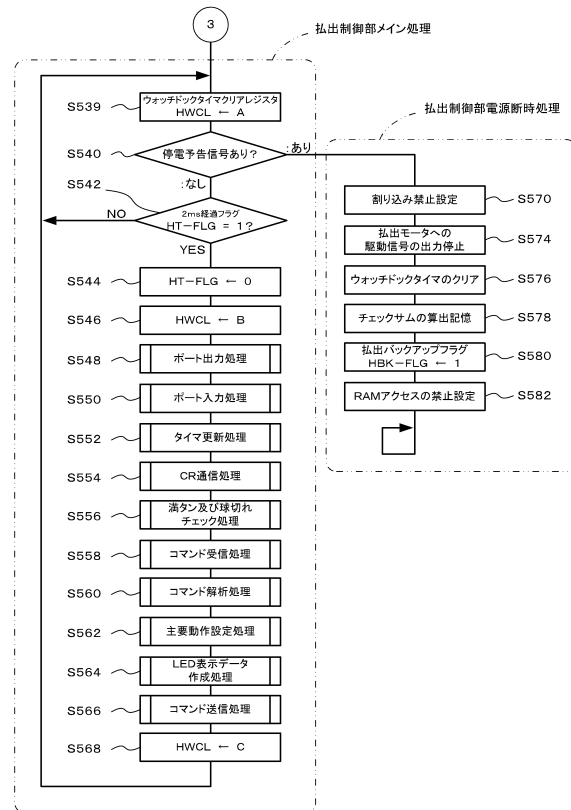 3
払出制御部メイン処理
S539
ウォッチドックタイマクリアレジスタ
HWCL ← A
S540
停電予告信号あり?
:あり
:なし
S542
2ms経過フラグ
HT-FLG = 1?
NO
YES
S544
HT-FLG ← 0
S546
HWCL ← B
S548
ポート出力処理
S550
ポート入力処理
S552
タイマ更新処理
S554
CR通信処理
S556
満タン及び球切れ
チェック処理
S558
コマンド受信処理
S560
コマンド解析処理
S562
主要動作設定処理
S564
LED表示データ
作成処理
S566
コマンド送信処理
S568
HWCL ← C
払出制御部電源断時処理
割り込み禁止設定
S570
払出モータへの
駆動信号の出力停止
S574
ウォッチドックタイマのクリア
S576
チェックサムの算出記憶
S578
払出バックアップフラグ
HBK-FLG ← 1
S580
RAMアクセスの禁止設定
S582